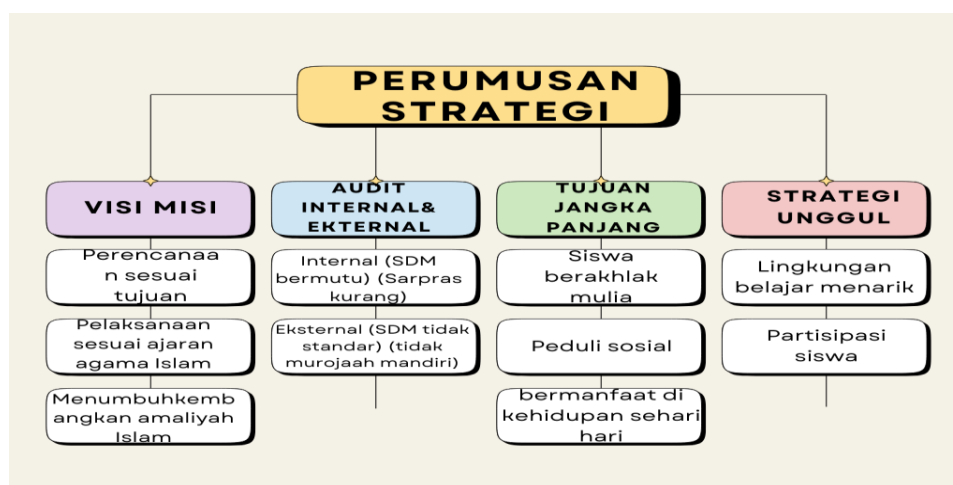 PERUMUSAN
STRATEGI
VISI MISI
Perencanaa
n sesuai
tujuan
Pelaksanaan
sesuai ajaran
agama Islam
Menumbuhkemb
angkan amaliyah
Islam
AUDIT
INTERNAL&
EKTERNAL
Internal (SDM
bermutu) (Sarpras
kurang)
Eksternal (SDM tidak
standar) (tidak
murojaah mandiri)
TUJUAN
JANGKA
PANJANG
Siswa
berakhlak
mulia
Peduli sosial
bermanfaat di
kehidupan sehari
hari
STRATEGI
UNGGUL
Lingkungan
belajar menarik
Partisipasi
siswa